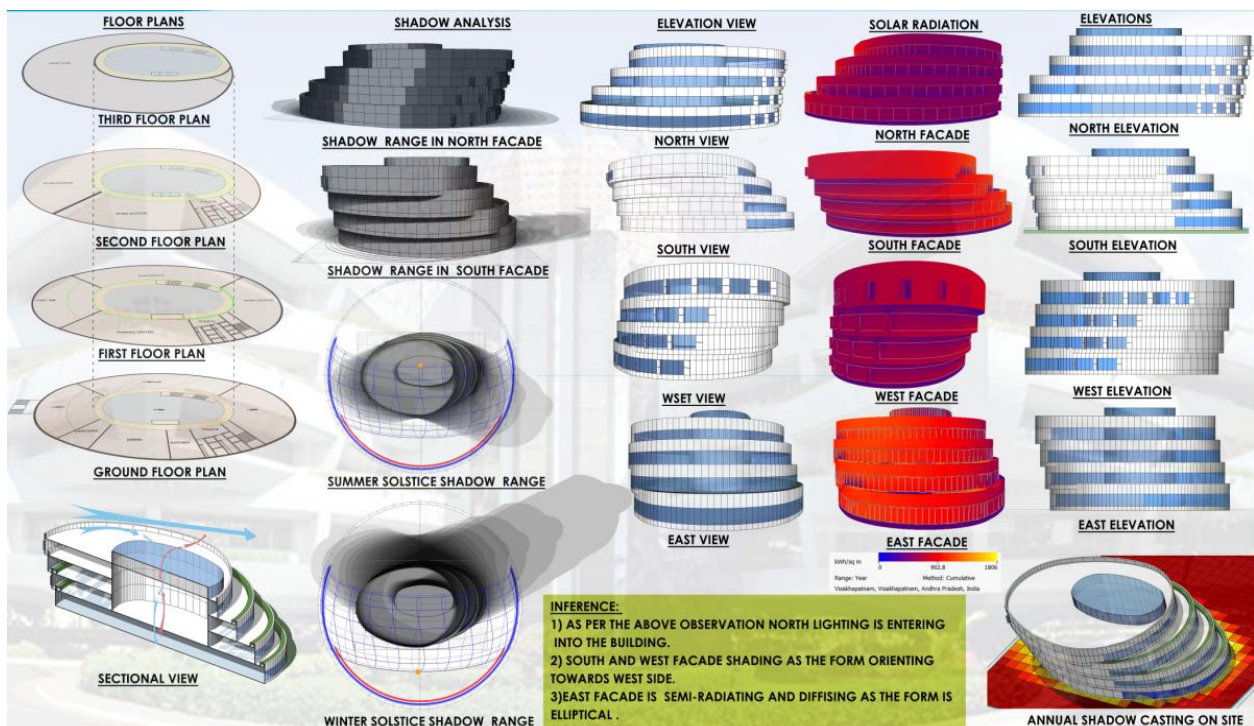 FLOOR PLANS
THIRD FLOOR PLAN
SECOND FLOOR PLAN
FIRST FLOOR PLAN
GROUND FLOOR PLAN
SECTIONAL VIEW
SHADOW ANALYSIS
SHADOW RANGE IN NORTH FACADE
SHADOW RANGE IN SOUTH FACADE
SUMMER SOLSTICE SHADOW RANGE
WINTER SOLSTICE SHADOW RANGE
ELEVATION VIEW
NORTH VIEW
SOUTH VIEW
WSET VIEW
EAST VIEW
SOLAR RADIATION
NORTH FACADE
SOUTH FACADE
WEST FACADE
EAST FACADE
kWh/sq m 0 952.8 1806
Range: Year Method: Cumulative
Visakhapatnam, Visakhapatnam, Andhra Pradesh, India
ELEVATIONS
NORTH ELEVATION
SOUTH ELEVATION
WEST ELEVATION
EAST ELEVATION
ANNUAL SHADOW CASTING ON SITE
INFERENCE:
1) AS PER THE ABOVE OBSERVATION NORTH LIGHTING IS ENTERING
INTO THE BUILDING.
2) SOUTH AND WEST FACADE SHADING AS THE FORM ORIENTING
TOWARDS WEST SIDE.
3)EAST FACADE IS SEMI-RADIATING AND DIFFISING AS THE FORM IS
ELLIPTICAL .